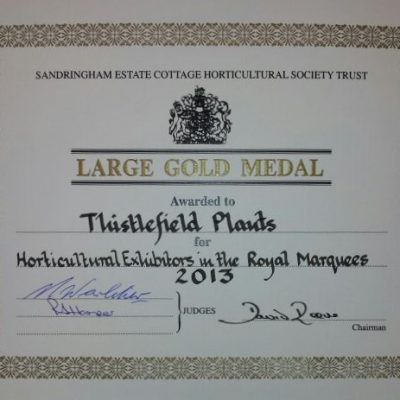 SANDRINGHAM ESTATE COTTAGE HORTICULTURAL SOCIETY TRUST
LARGE GOLD MEDAL
Awarded to
Thistlefield Plants
for
Horticultural Exhibitors in the Royal Marquees
2013
JUDGES
David
Chairman